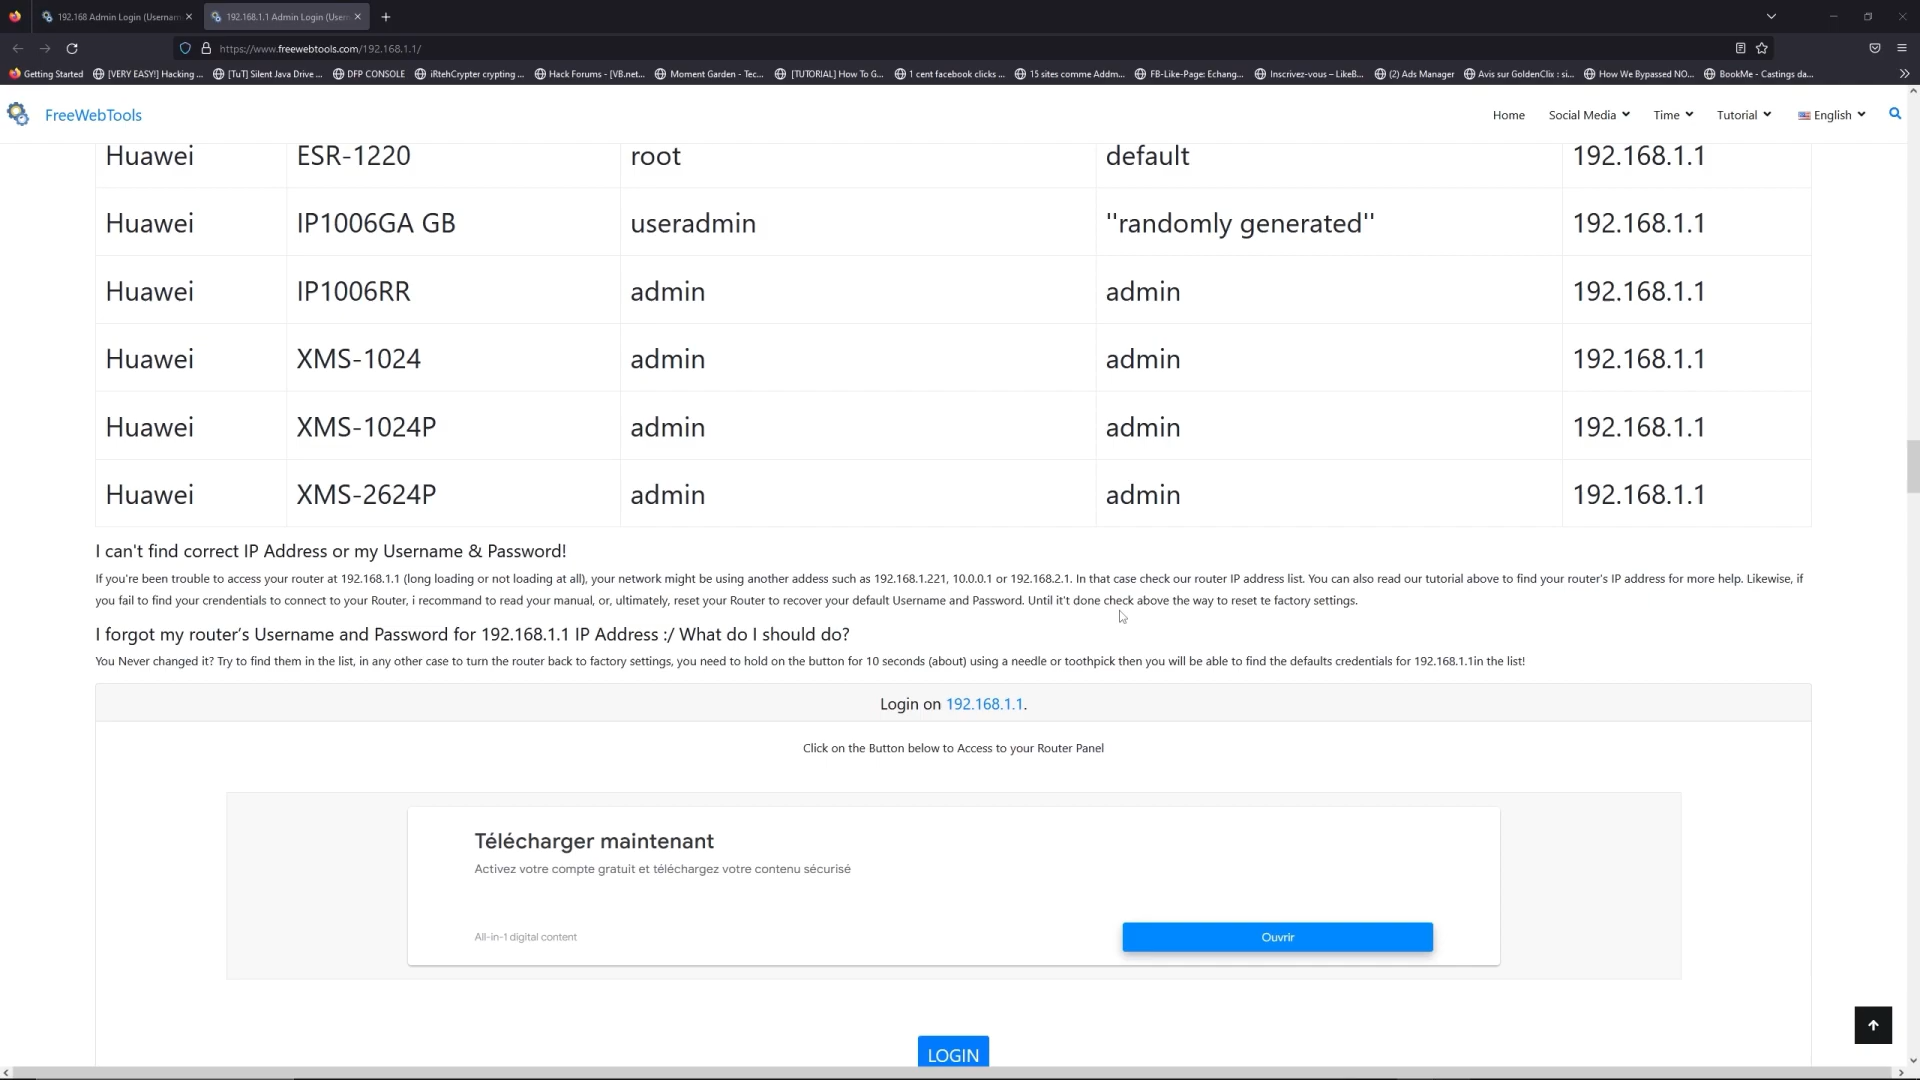 192.168 Admin Login (Usernam
192.168.1.1 Admin Login (User
https://www.freewebtools.com/192.168.1.1/
Getting Started [VERY EASY!] Hacking ... [TuT] Silent Java Drive ... DFP CONSOLE iRtehCrypter crypting ... Hack Forums - [VB.net... Moment Garden - Tec... [TUTORIAL] How To G... 1 cent facebook clicks ... 15 sites comme Addm... FB-Like-Page: Echang... Inscrivez-vous – LikeB... (2) Ads Manager Avis sur GoldenClix : si... How We Bypassed NO... BookMe - Castings da...
FreeWebTools Home Social Media Time Tutorial English
Huawei ESR-1220 root default 192.168.1.1
Huawei IP1006GA GB useradmin ''randomly generated'' 192.168.1.1
Huawei IP1006RR admin admin 192.168.1.1
Huawei XMS-1024 admin admin 192.168.1.1
Huawei XMS-1024P admin admin 192.168.1.1
Huawei XMS-2624P admin admin 192.168.1.1
I can't find correct IP Address or my Username & Password!
If you're been trouble to access your router at 192.168.1.1 (long loading or not loading at all), your network might be using another addess such as 192.168.1.221, 10.0.0.1 or 192.168.2.1. In that case check our router IP address list. You can also read our tutorial above to find your router's IP address for more help. Likewise, if
you fail to find your crendentials to connect to your Router, i recommand to read your manual, or, ultimately, reset your Router to recover your default Username and Password. Until it't done check above the way to reset te factory settings.
I forgot my router’s Username and Password for 192.168.1.1 IP Address :/ What do I should do?
You Never changed it? Try to find them in the list, in any other case to turn the router back to factory settings, you need to hold on the button for 10 seconds (about) using a needle or toothpick then you will be able to find the defaults credentials for 192.168.1.1in the list!
Login on 192.168.1.1.
Click on the Button below to Access to your Router Panel
Télécharger maintenant
Activez votre compte gratuit et téléchargez votre contenu sécurisé
All-in-1 digital content
Ouvrir
LOGIN